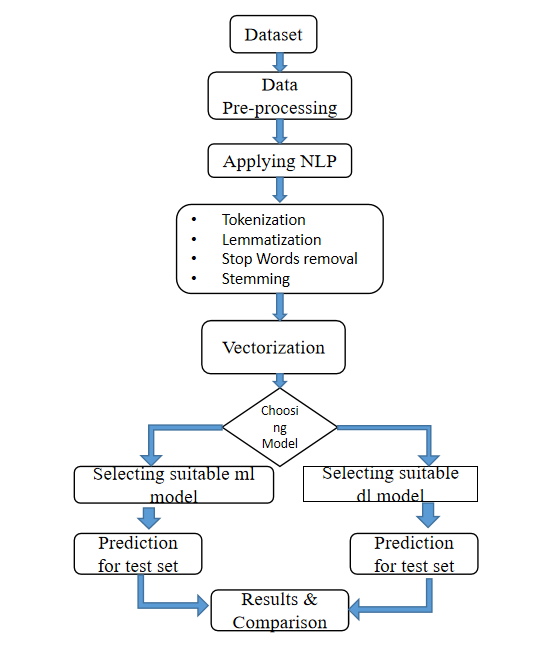 Dataset
Data
Pre-processing
Applying NLP
• Tokenization
• Lemmatization
• Stop Words removal
• Stemming
Vectorization
Choosi
ng
Model
Selecting suitable ml
model
Selecting suitable
dl model
Prediction
for test set
Prediction
for test set
Results &
Comparison